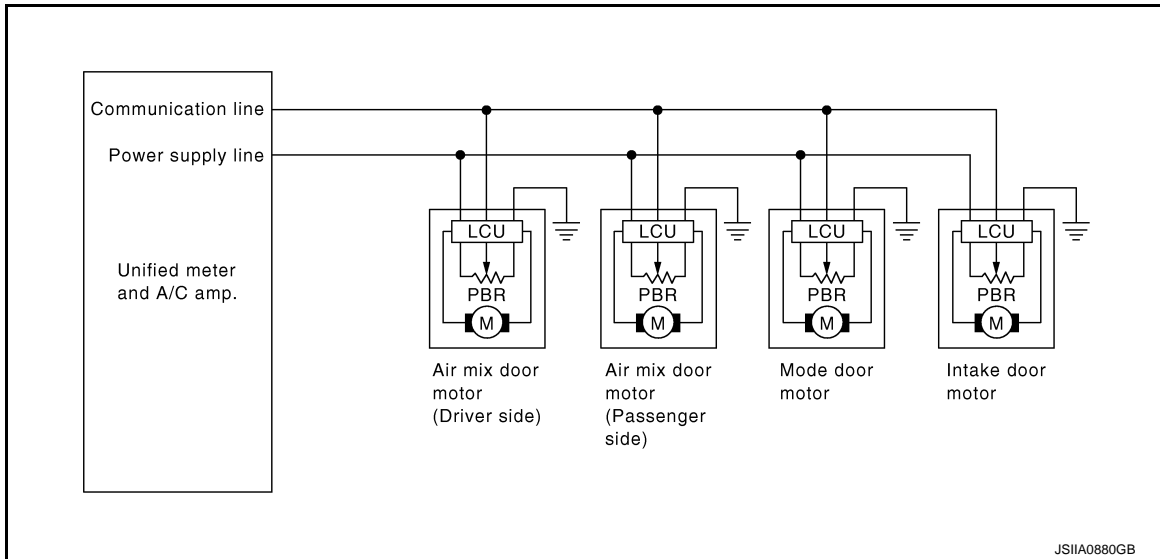 Communication line
Power supply line
Unified meter
and A/C amp.
LCU
PBR
M
LCU
PBR
M
LCU
PBR
M
LCU
PBR
M
Air mix door
motor
(Driver side)
Air mix door
motor
(Passenger
side)
Mode door
motor
Intake door
motor
JSIIA0880GB